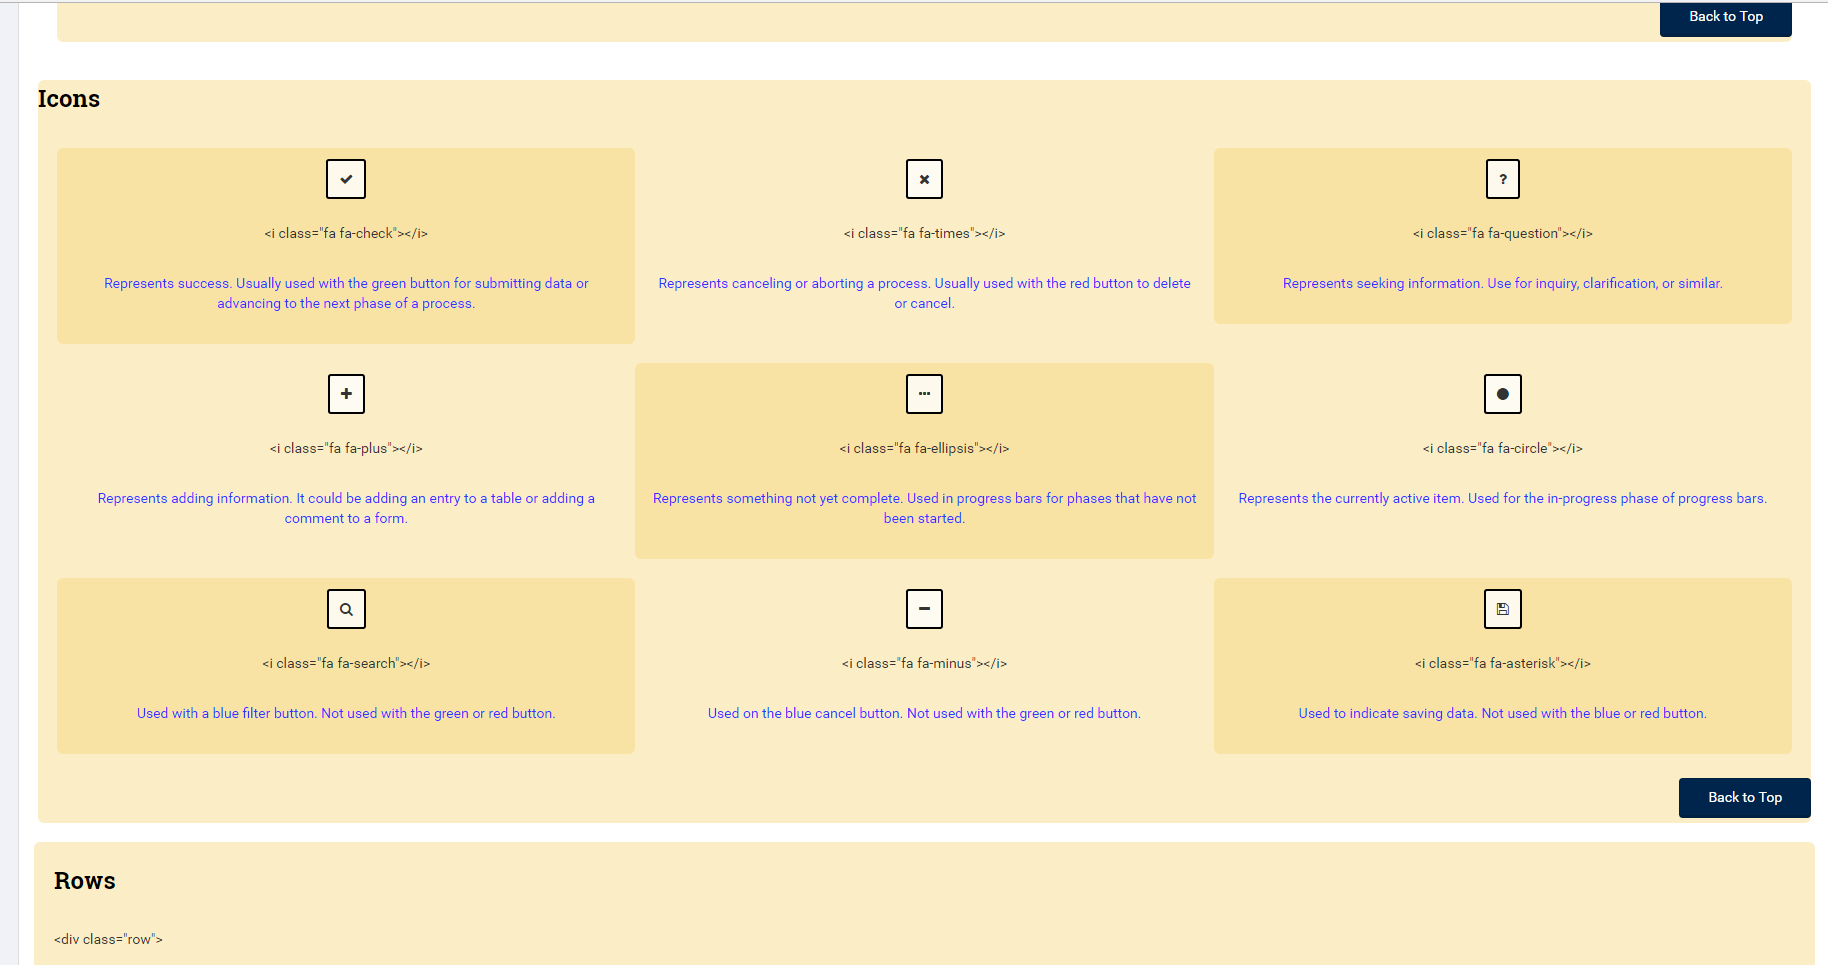 Back to Top
Icons
<i class="fa fa-check"></i>
Represents success. Usually used with the green button for submitting data or
advancing to the next phase of a process.
<i class="fa fa-times"></i>
Represents canceling or aborting a process. Usually used with the red button to delete
or cancel.
?
<i class="fa fa-question"></i>
Represents seeking information. Use for inquiry, clarification, or similar.
<i class="fa fa-plus"></i>
Represents adding information. It could be adding an entry to a table or adding a
comment to a form.
<i class="fa fa-ellipsis"></i>
Represents something not yet complete. Used in progress bars for phases that have not
been started.
<i class="fa fa-circle"></i>
Represents the currently active item. Used for the in-progress phase of progress bars.
<i class="fa fa-search"></i>
Used with a blue filter button. Not used with the green or red button.
<i class="fa fa-minus"></i>
Used on the blue cancel button. Not used with the green or red button.
<i class="fa fa-asterisk"></i>
Used to indicate saving data. Not used with the blue or red button.
Back to Top
Rows
<div class="row">